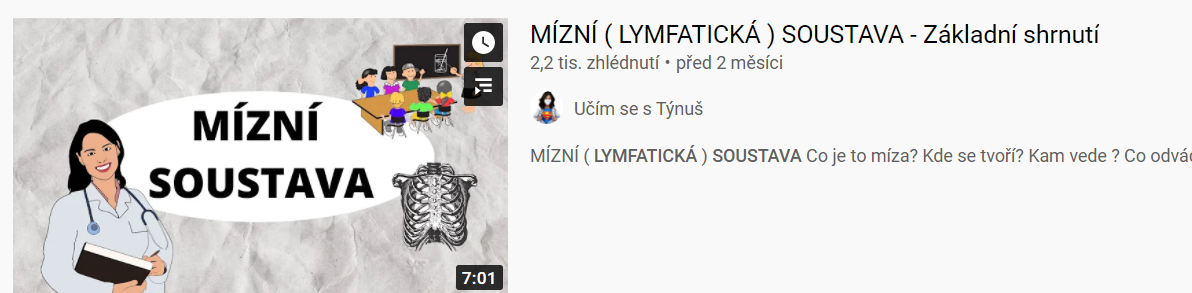 MÍZNÍ
SOUSTAVA
7:01
MÍZNÍ ( LYMFATICKÁ ) SOUSTAVA - Základní shrnutí
2,2 tis. zhlédnutí • před 2 měsíci
Učím se s Týnuš
MÍZNÍ ( LYMFATICKÁ ) SOUSTAVA Co je to míza? Kde se tvoří? Kam vede ? Co